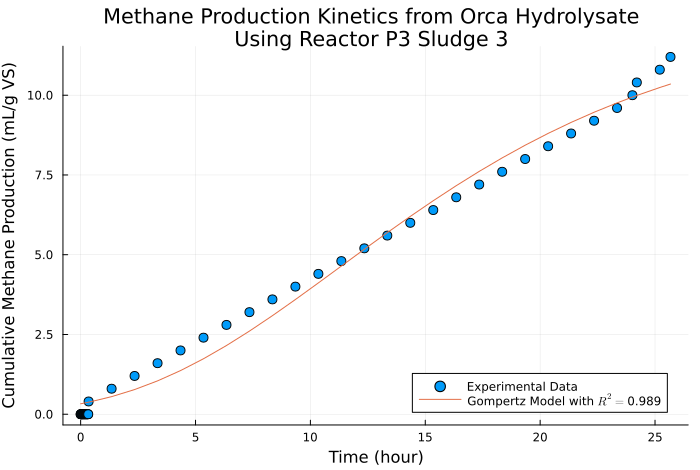 Methane Production Kinetics from Orca Hydrolysate
Using Reactor P3 Sludge 3
Cumulative Methane Production (mL/g VS)
10.0
7.5
5.0
2.5
0.0
0
5
10
15
20
25
Time (hour)
Experimental Data
Gompertz Model with R² = 0.989